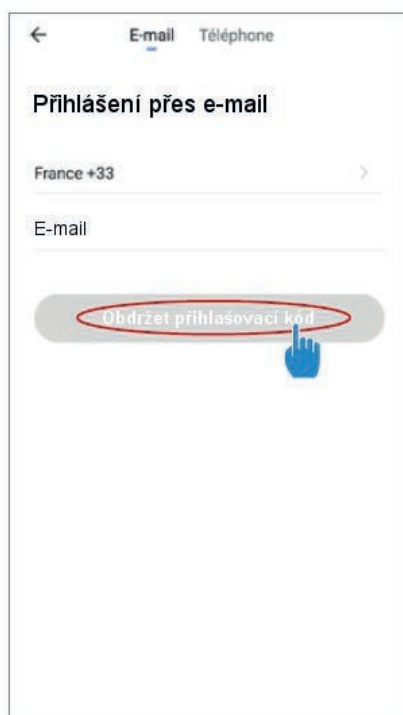 E-mail Téléphone
Přihlášení přes e-mail
France +33
E-mail
Obdržet přihlašovací kód